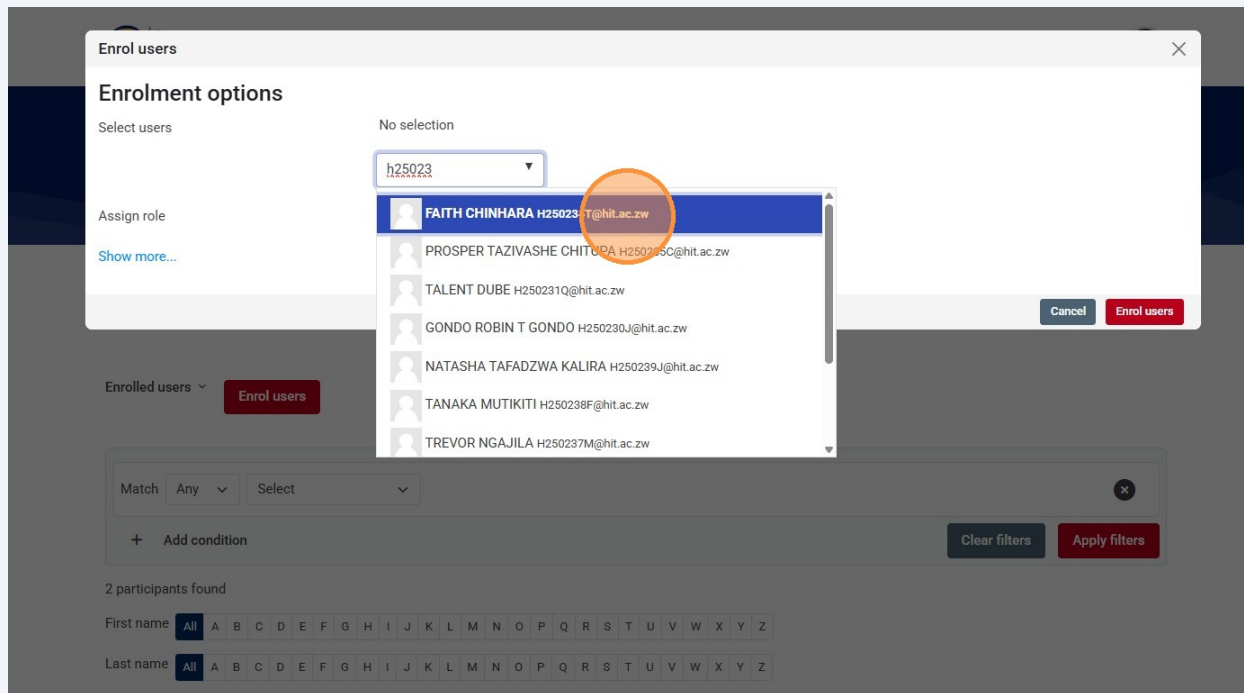 Enrol users
Enrolment options
Select users
No selection
h25023
Assign role
Show more...
FAITH CHINHARA
PROSPER TAZIVASHE CHITUPA
TALENT DUBE H250231Q@hit.ac.zw
GONDO ROBIN T GONDO H250230J@hit.ac.zw
NATASHA TAFADZWA KALIRA H250239J@hit.ac.zw
TANAKA MUTIKITI H250238F@hit.ac.zw
TREVOR NGAJILA H250237M@hit.ac.zw
Cancel Enrol users
Enrolled users Enrol users
Match Any Select
+ Add condition
Clear filters Apply filters
2 participants found
First name All A B C D E F G H I J K L M N O P Q R S T U V W X Y Z
Last name All A B C D E F G H I J K L M N O P Q R S T U V W X Y Z